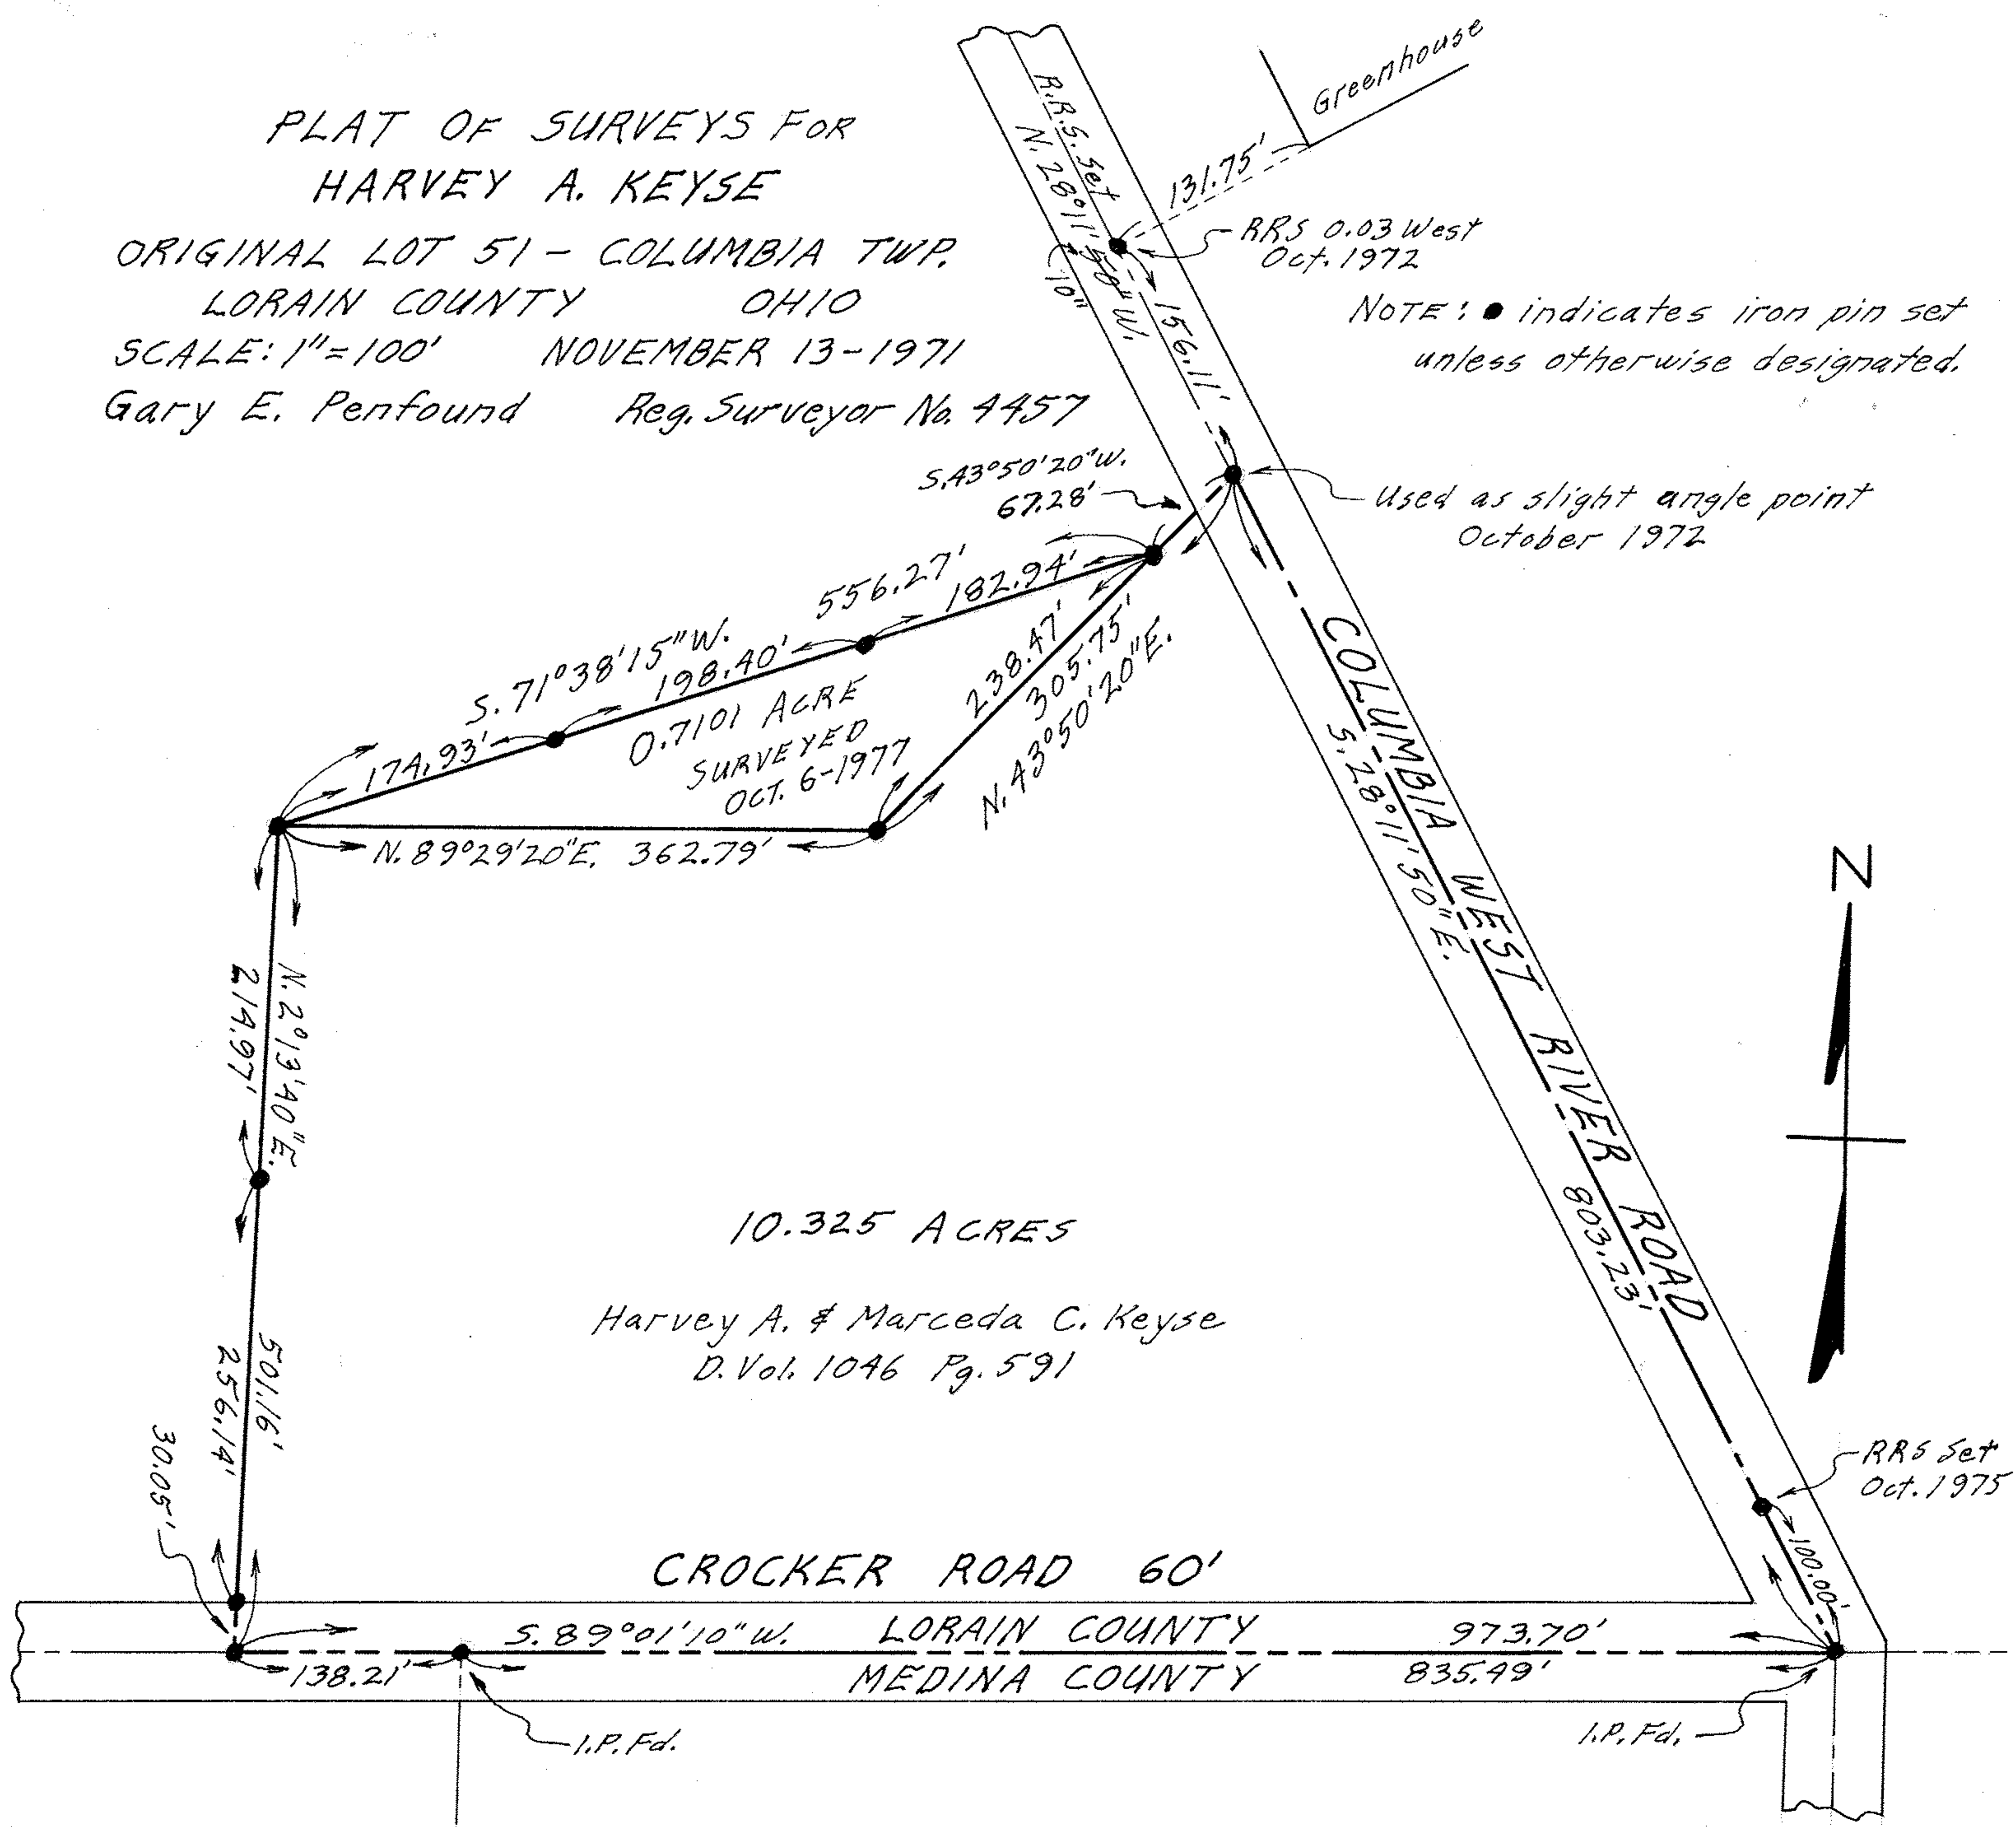 PLAT OF SURVEYS FOR
HARVEY A. KEYSE
ORIGINAL LOT 51 - COLUMBIA TWP.
LORAIN COUNTY OHIO
SCALE: 1"=100' NOVEMBER 13-1971
Gary E. Penfound Reg. Surveyor No. 4457
R.R.S. Set
N. 28°11'50" W.
10"
131.75'
Greenhouse
RRS 0.03 West
Oct. 1972
156.11'
NOTE: ● indicates iron pin set
unless otherwise designated.
S.43°50'20"W.
67.28'
Used as slight angle point
October 1972
556.27'
182.94'
S. 71°38'15" W.
198.40'
174.93'
0.7101 ACRE
SURVEYED
OCT. 6-1977
238.47'
305.75'
N. 43°50'20"E.
N. 89°29'20"E. 362.79'
COLUMBIA WEST RIVER ROAD
S. 28°11'50" E.
803.23'
N
N. 2°13'40"E.
214.97'
10.325 ACRES
Harvey A. & Marceda C. Keyse
D. Vol. 1046 Pg. 591
501.16'
256.14'
30.05'
RRS Set
Oct. 1975
100.00'
CROCKER ROAD 60'
S. 89°01'10" W. LORAIN COUNTY 973.70'
138.21' MEDINA COUNTY 835.49'
I.P. Fd.
I.P. Fd.